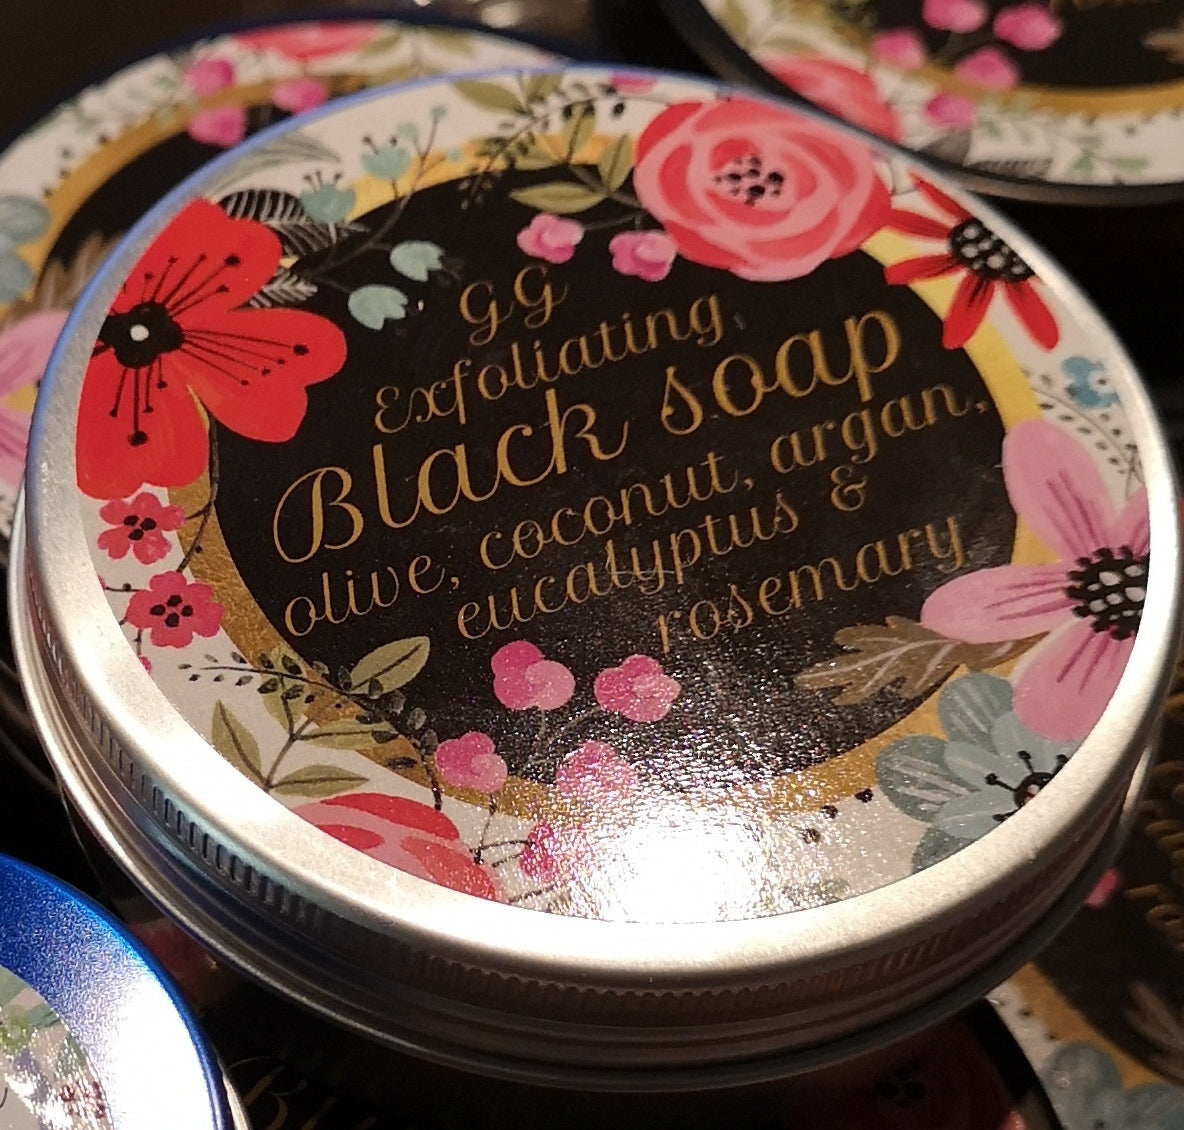 GG
Exfoliating
Black soap
olive, coconut, argan,
eucalyptus &
rosemary